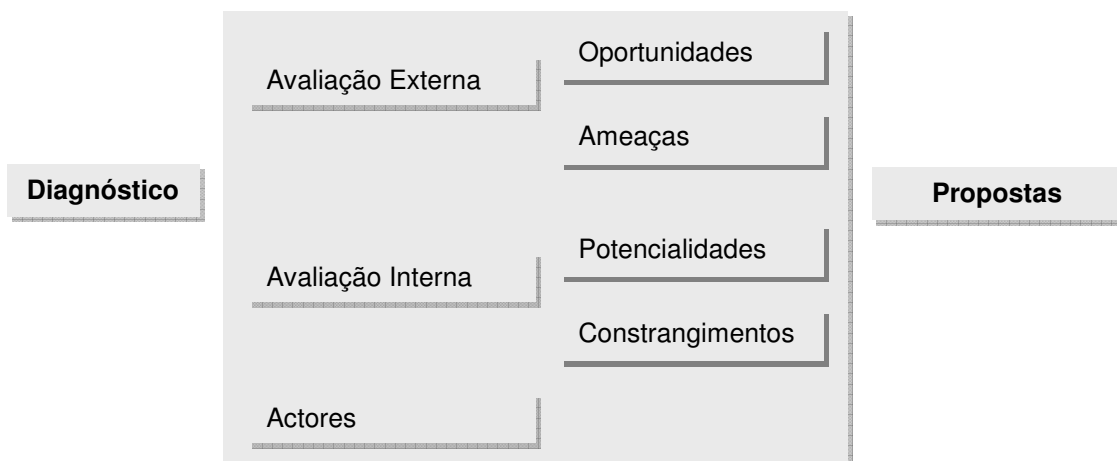 Diagnóstico
Avaliação Externa
Oportunidades
Ameaças
Avaliação Interna
Potencialidades
Constrangimentos
Actores
Propostas